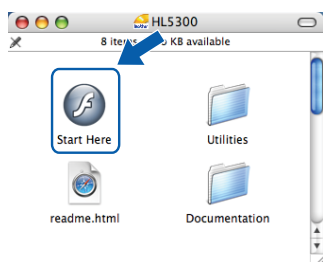 HL5300
8 items KB available
Start Here
Utilities
readme.html
Documentation